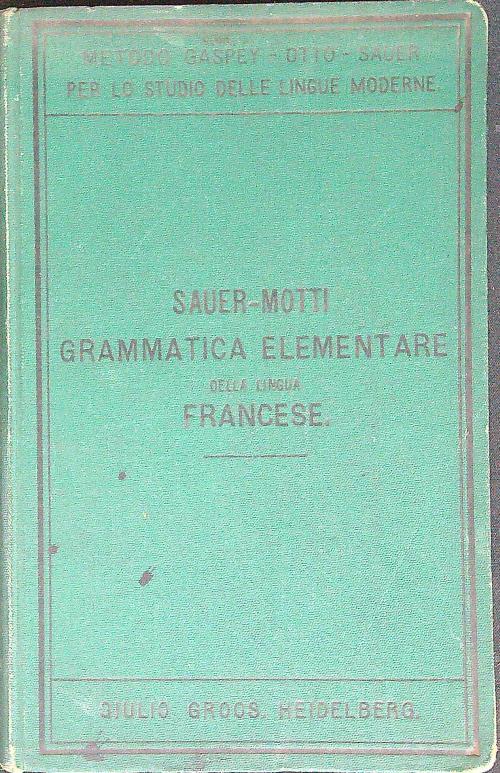 METODO GASPEY - OTTO - SAUER
PER LO STUDIO DELLE LINGUE MODERNE.
SAUER-MOTTI
GRAMMATICA ELEMENTARE
DELLA LINGUA
FRANCESE.
GIULIO GROOS. HEIDELBERG.